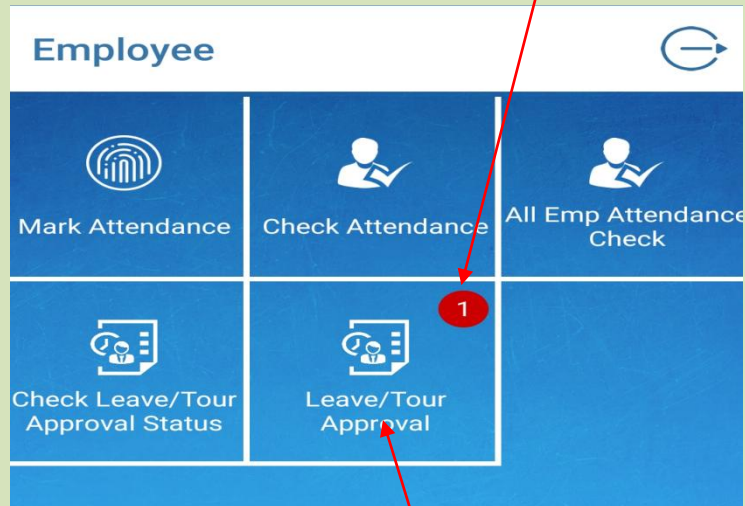 Employee
Mark Attendance
Check Attendance
All Emp Attendance
Check
1
Check Leave/Tour
Approval Status
Leave/Tour
Approval